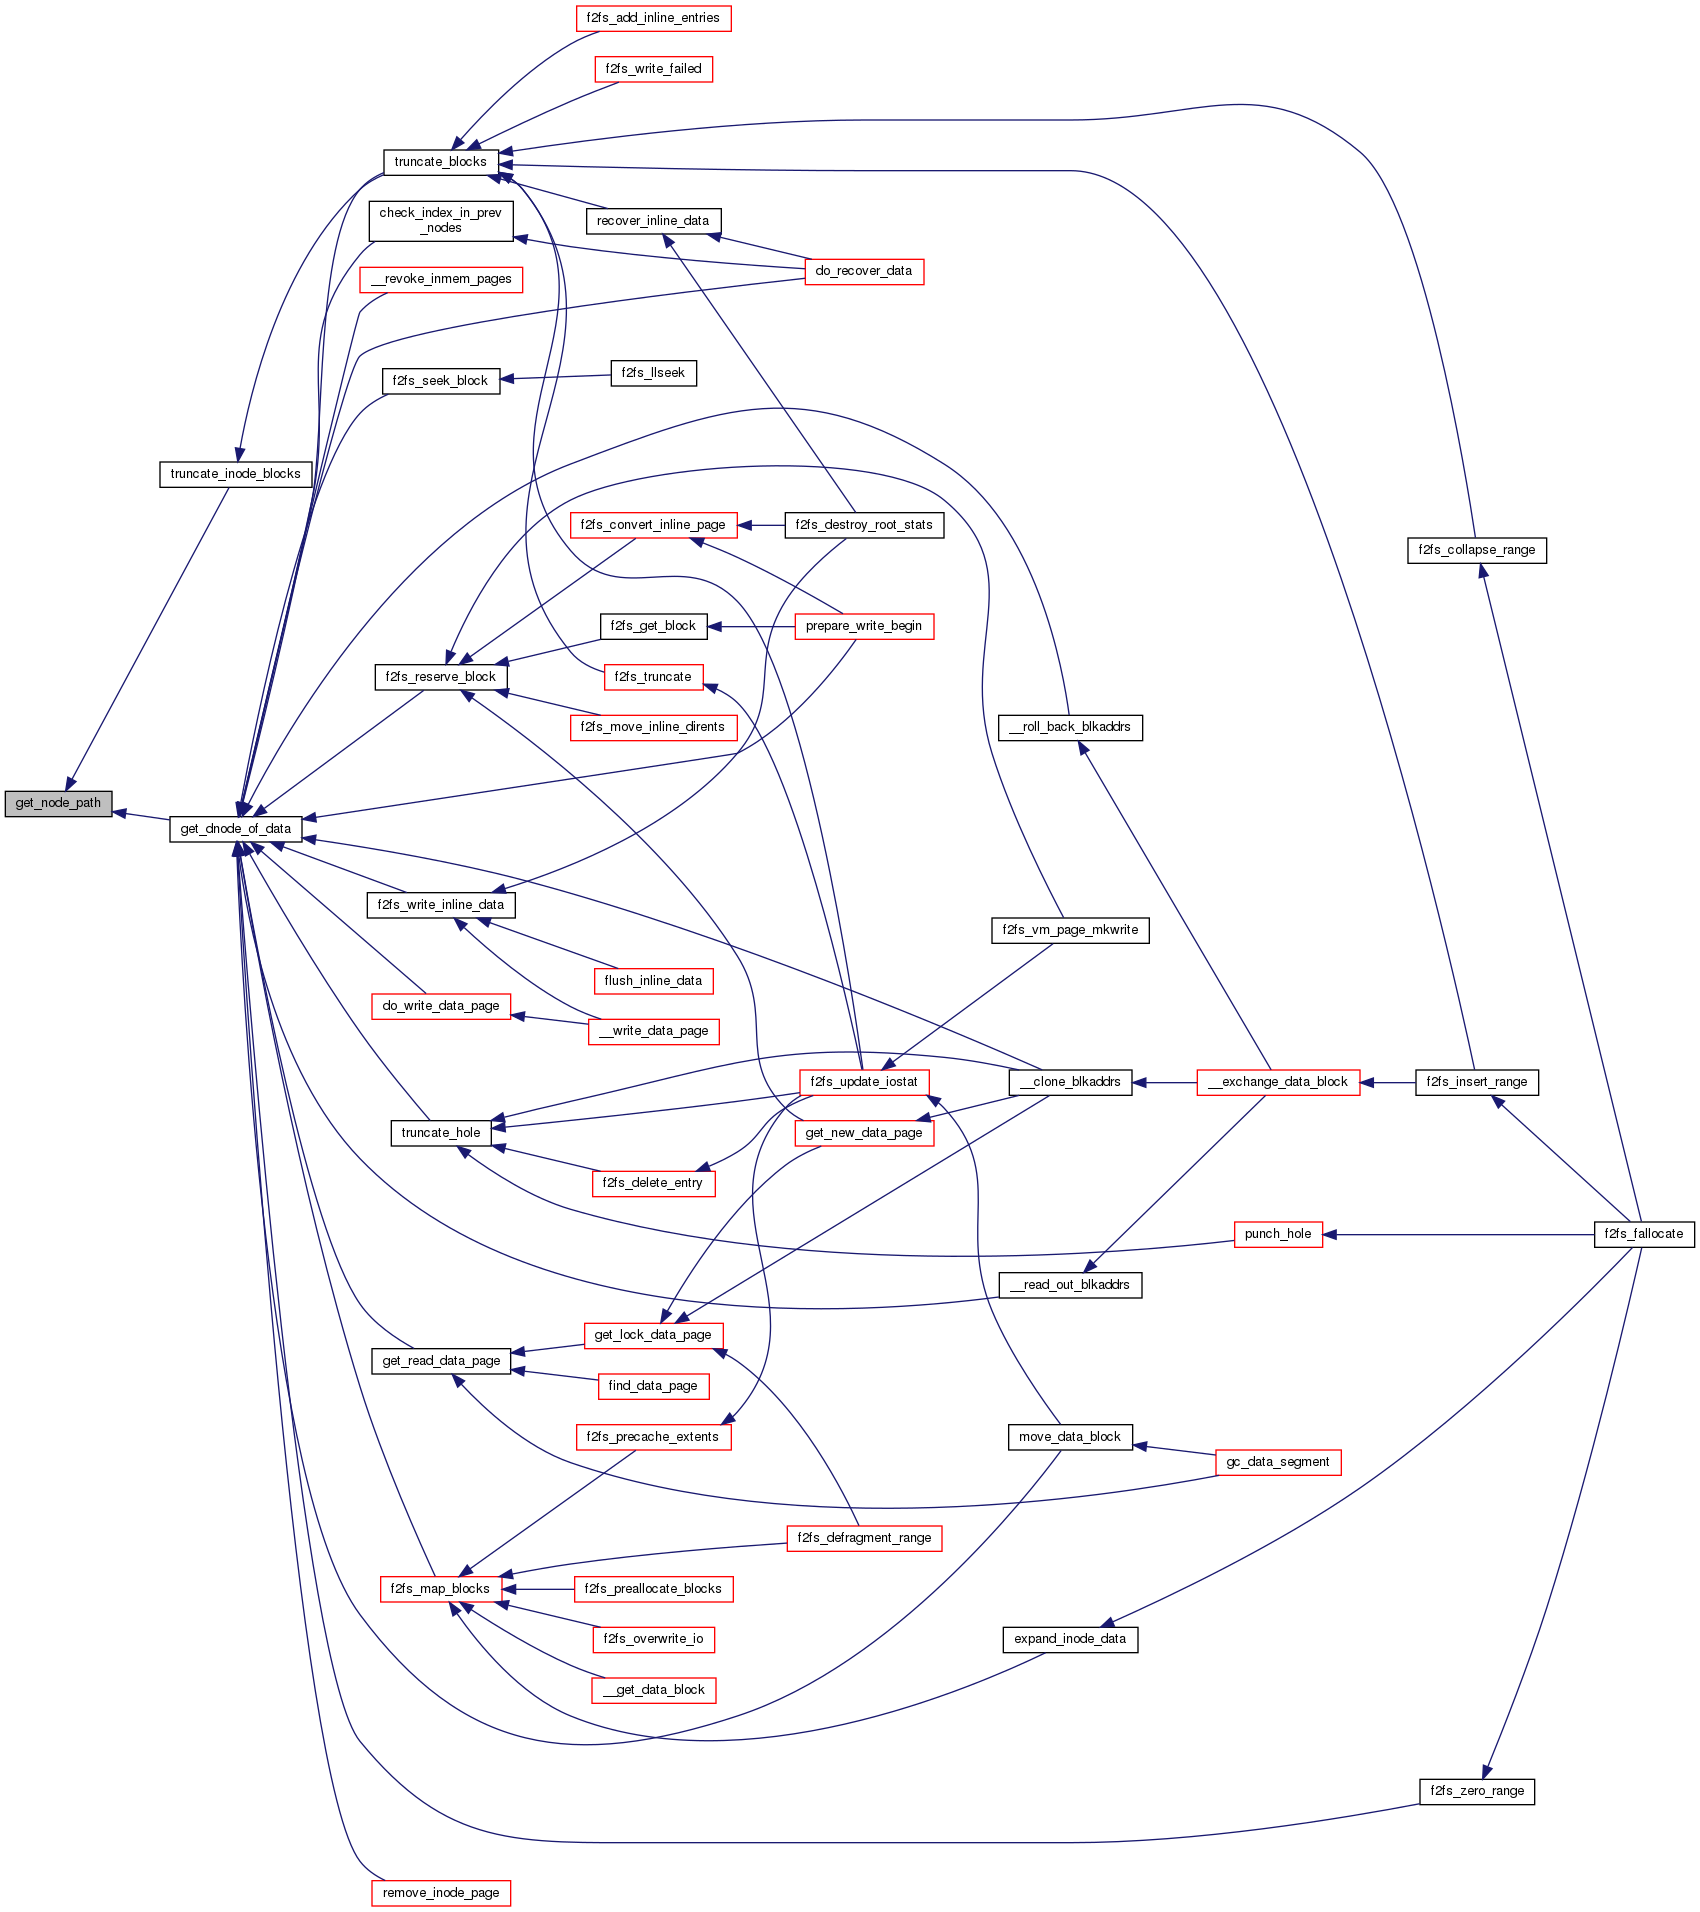 f2fs_add_inline_entries
f2fs_write_failed
truncate_blocks
check_index_in_prev
_nodes
recover_inline_data
do_recover_data
__revoke_inmem_pages
f2fs_seek_block
f2fs_llseek
truncate_inode_blocks
f2fs_convert_inline_page
f2fs_destroy_root_stats
f2fs_collapse_range
f2fs_get_block
prepare_write_begin
f2fs_reserve_block
f2fs_truncate
f2fs_move_inline_dirents
__roll_back_blkaddrs
get_node_path
get_dnode_of_data
f2fs_write_inline_data
f2fs_vm_page_mkwrite
flush_inline_data
do_write_data_page
__write_data_page
f2fs_update_iostat
__clone_blkaddrs
__exchange_data_block
f2fs_insert_range
truncate_hole
get_new_data_page
f2fs_delete_entry
punch_hole
f2fs_fallocate
__read_out_blkaddrs
get_lock_data_page
get_read_data_page
find_data_page
f2fs_precache_extents
move_data_block
gc_data_segment
f2fs_defragment_range
f2fs_map_blocks
f2fs_preallocate_blocks
f2fs_overwrite_io
expand_inode_data
__get_data_block
f2fs_zero_range
remove_inode_page